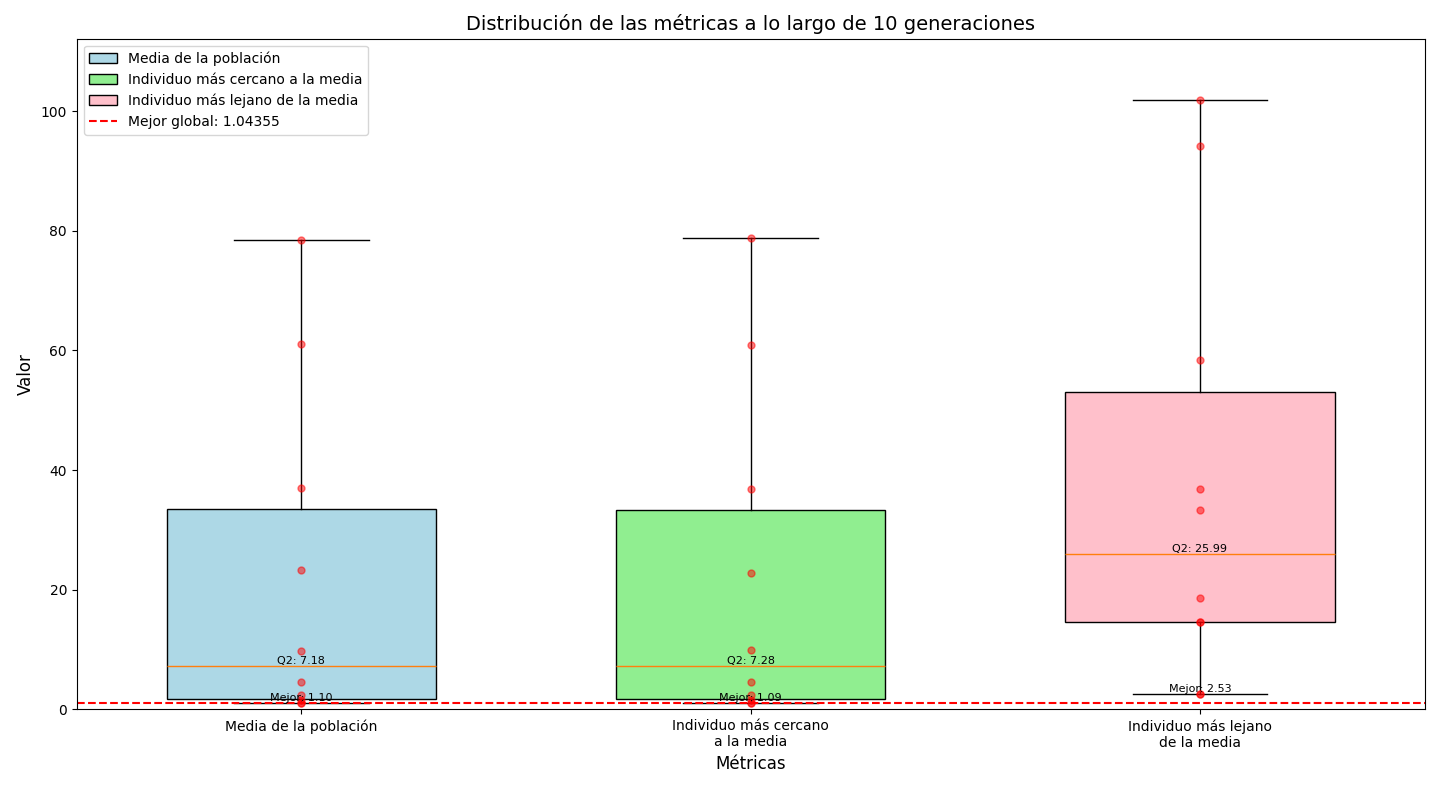 Distribución de las métricas a lo largo de 10 generaciones
Media de la población
Individuo más cercano a la media
Individuo más lejano de la media
Mejor global: 1.04355
Valor
100
80
60
40
20
0
Q2: 7.18
Mejor: 1.10
Q2: 7.28
Mejor: 1.09
Q2: 25.99
Mejor: 2.53
Media de la población
Individuo más cercano
a la media
Individuo más lejano
de la media
Métricas